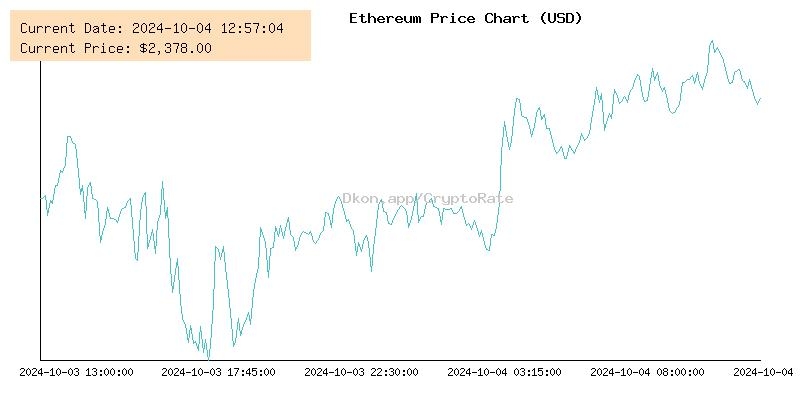 Ethereum Price Chart (USD)
Current Date: 2024-10-04 12:57:04
Current Price: $2,378.00
Dkon.app/CryptoRate
2024-10-03 13:00:00
2024-10-03 17:45:00
2024-10-03 22:30:00
2024-10-04 03:15:00
2024-10-04 08:00:00
2024-10-04